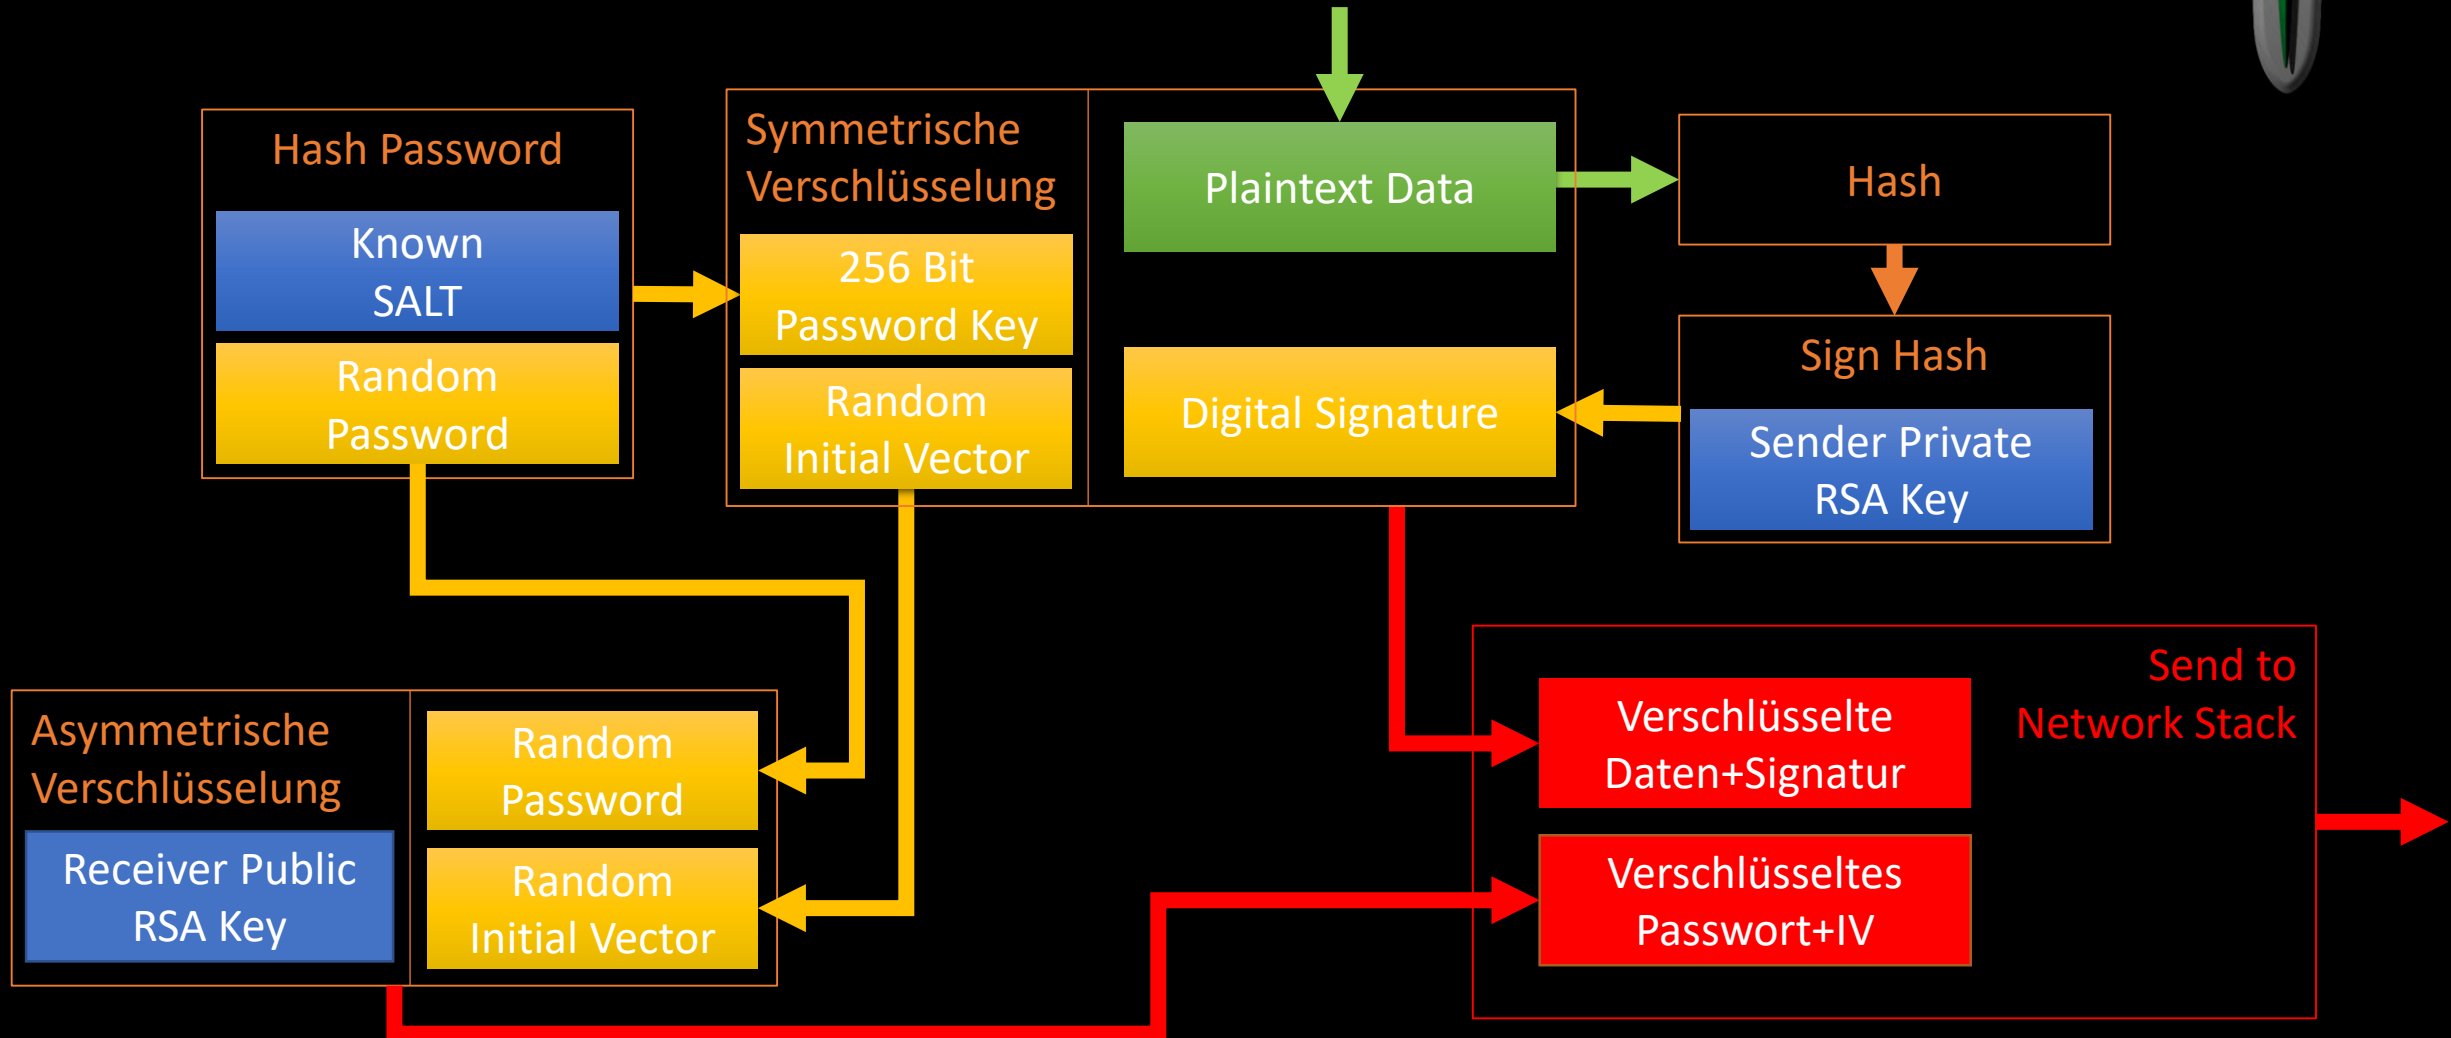 Hash Password
Known
SALT
Random
Password
Symmetrische
Verschlüsselung
256 Bit
Password Key
Random
Initial Vector
Plaintext Data
Digital Signature
Hash
Sign Hash
Sender Private
RSA Key
Asymmetrische
Verschlüsselung
Receiver Public
RSA Key
Random
Password
Random
Initial Vector
Send to
Network Stack
Verschlüsselte
Daten+Signatur
Verschlüsseltes
Passwort+IV